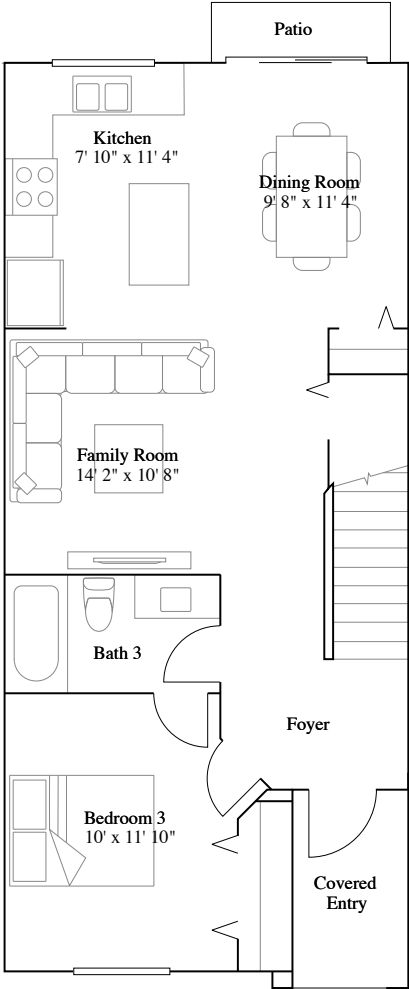 Patio
Kitchen
7' 10" x 11' 4"
Dining Room
9' 8" x 11' 4"
Family Room
14' 2" x 10' 8"
Bath 3
Foyer
Bedroom 3
10' x 11' 10"
Covered
Entry